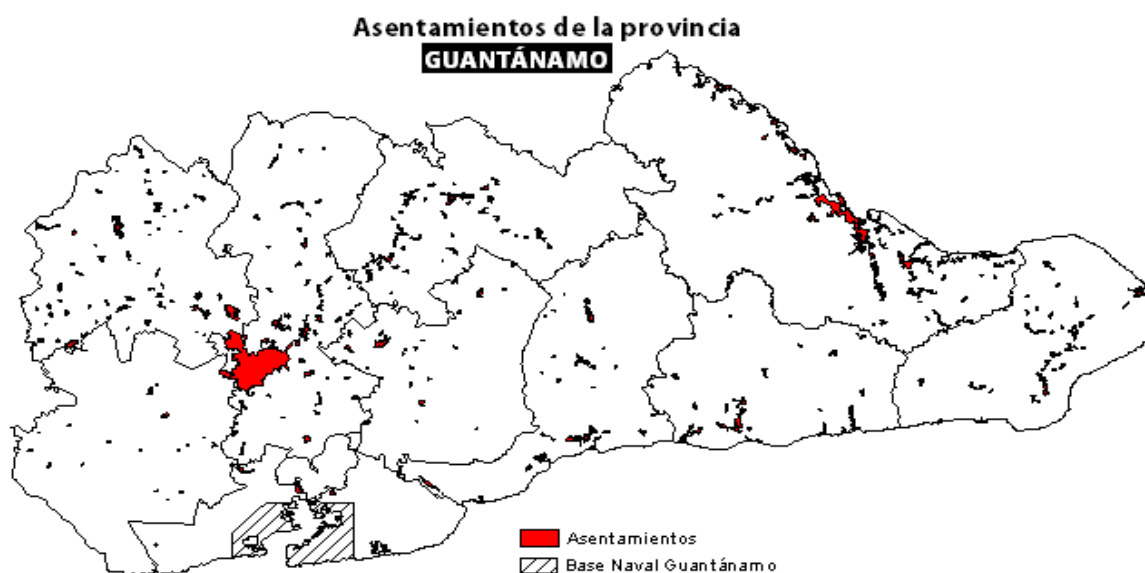 Asentamientos de la provincia
GUANTÁNAMO
Asentamientos
Base Naval Guantánamo